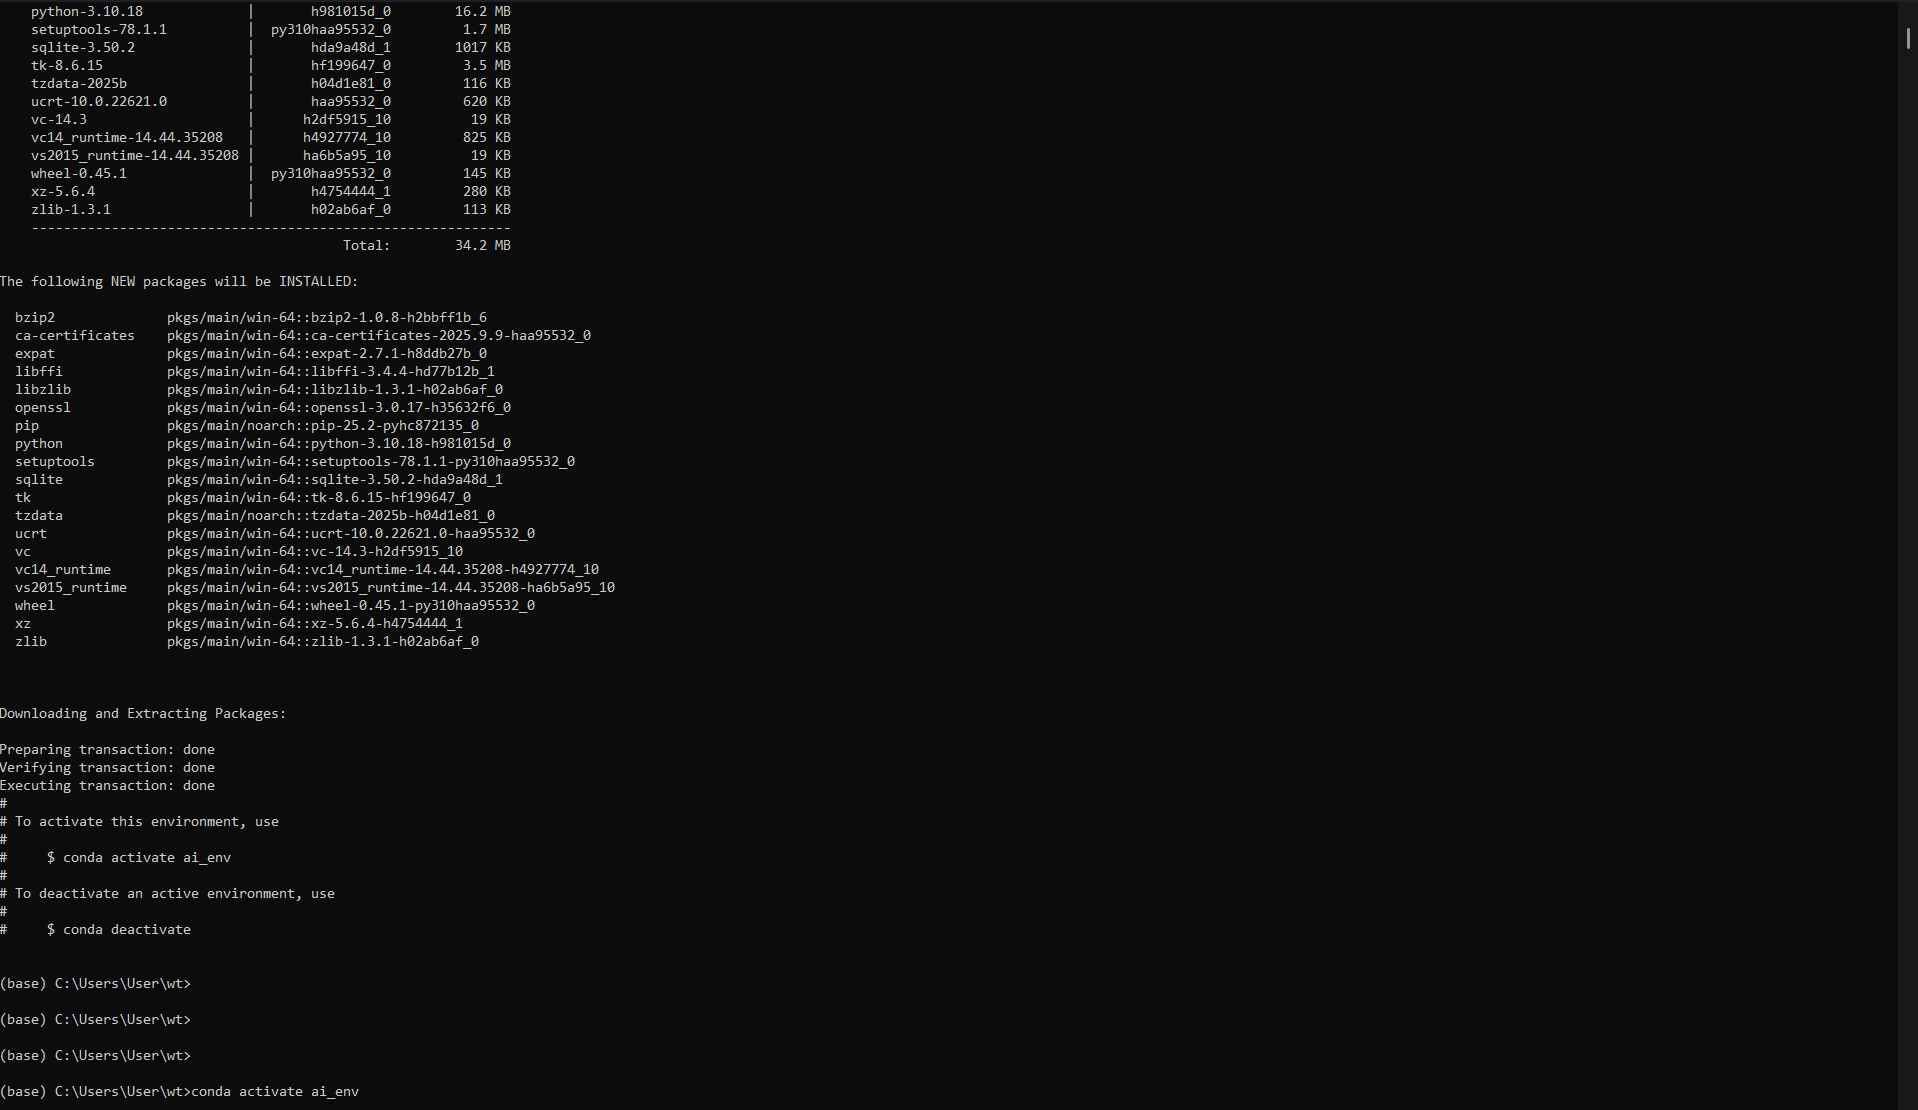 python-3.10.18             |       h981015d_0        16.2 MB
setuptools-78.1.1          |  py310haa95532_0         1.7 MB
sqlite-3.50.2              |       hda9a48d_1        1017 KB
tk-8.6.15                  |       hf199647_0         3.5 MB
tzdata-2025b               |       h04d1e81_0         116 KB
ucrt-10.0.22621.0          |       haa95532_0         620 KB
vc-14.3                    |      h2df5915_10          19 KB
vc14_runtime-14.44.35208   |      h4927774_10         825 KB
vs2015_runtime-14.44.35208 |      ha6b5a95_10          19 KB
wheel-0.45.1               |  py310haa95532_0         145 KB
xz-5.6.4                   |       h4754444_1         280 KB
zlib-1.3.1                 |       h02ab6af_0         113 KB
------------------------------------------------------------
Total:        34.2 MB
The following NEW packages will be INSTALLED:
bzip2              pkgs/main/win-64::bzip2-1.0.8-h2bbff1b_6
ca-certificates    pkgs/main/win-64::ca-certificates-2025.9.9-haa95532_0
expat              pkgs/main/win-64::expat-2.7.1-h8ddb27b_0
libffi             pkgs/main/win-64::libffi-3.4.4-hd77b12b_1
libzlib            pkgs/main/win-64::libzlib-1.3.1-h02ab6af_0
openssl            pkgs/main/win-64::openssl-3.0.17-h35632f6_0
pip                pkgs/main/noarch::pip-25.2-pyhc872135_0
python             pkgs/main/win-64::python-3.10.18-h981015d_0
setuptools         pkgs/main/win-64::setuptools-78.1.1-py310haa95532_0
sqlite             pkgs/main/win-64::sqlite-3.50.2-hda9a48d_1
tk                 pkgs/main/win-64::tk-8.6.15-hf199647_0
tzdata             pkgs/main/noarch::tzdata-2025b-h04d1e81_0
ucrt               pkgs/main/win-64::ucrt-10.0.22621.0-haa95532_0
vc                 pkgs/main/win-64::vc-14.3-h2df5915_10
vc14_runtime       pkgs/main/win-64::vc14_runtime-14.44.35208-h4927774_10
vs2015_runtime     pkgs/main/win-64::vs2015_runtime-14.44.35208-ha6b5a95_10
wheel              pkgs/main/win-64::wheel-0.45.1-py310haa95532_0
xz                 pkgs/main/win-64::xz-5.6.4-h4754444_1
zlib               pkgs/main/win-64::zlib-1.3.1-h02ab6af_0
Downloading and Extracting Packages:
Preparing transaction: done
Verifying transaction: done
Executing transaction: done
#
# To activate this environment, use
#
#     $ conda activate ai_env
#
# To deactivate an active environment, use
#
#     $ conda deactivate
(base) C:\Users\User\wt>
(base) C:\Users\User\wt>
(base) C:\Users\User\wt>
(base) C:\Users\User\wt>conda activate ai_env